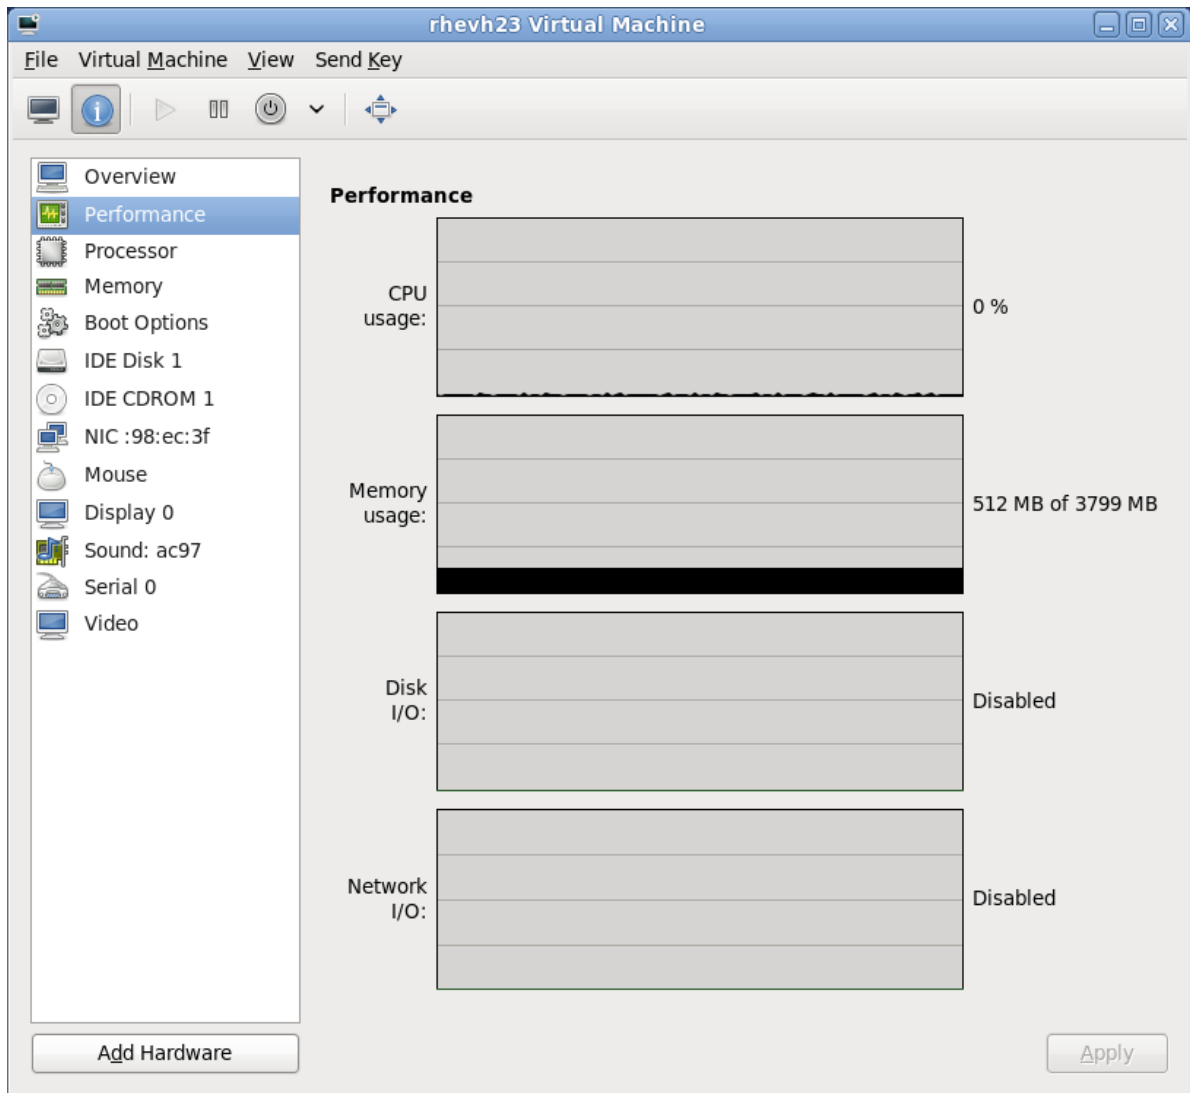 rhevh23 Virtual Machine
File Virtual Machine View Send Key
Overview
Performance
Processor
Memory
Boot Options
IDE Disk 1
IDE CDROM 1
NIC :98:ec:3f
Mouse
Display 0
Sound: ac97
Serial 0
Video
Add Hardware
Performance
CPU
usage:
0 %
Memory
usage:
512 MB of 3799 MB
Disk
I/O:
Disabled
Network
I/O:
Disabled
Apply